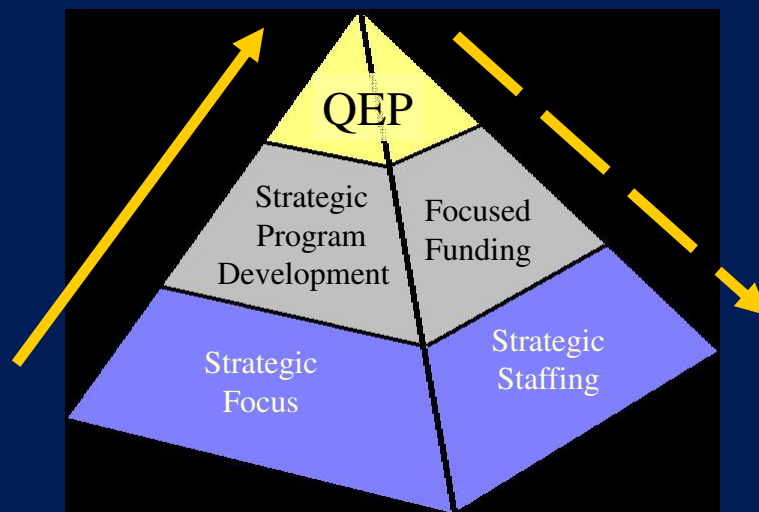 QEP
Strategic
Program
Development
Focused
Funding
Strategic
Focus
Strategic
Staffing